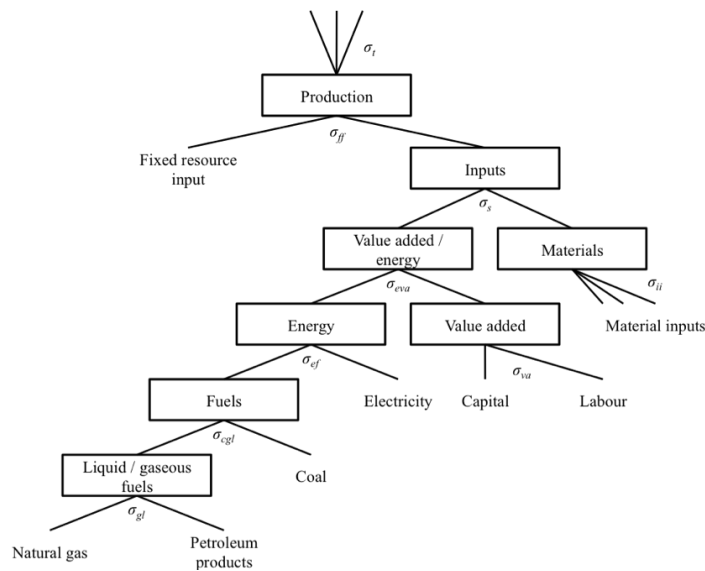 σt
Production
σff
Fixed resource
input
Inputs
σs
Value added /
energy
Materials
σeva
σii
Energy
Value added
Material inputs
σef
σva
Fuels
Electricity
Capital
Labour
σcgl
Liquid / gaseous
fuels
Coal
σgl
Natural gas
Petroleum
products